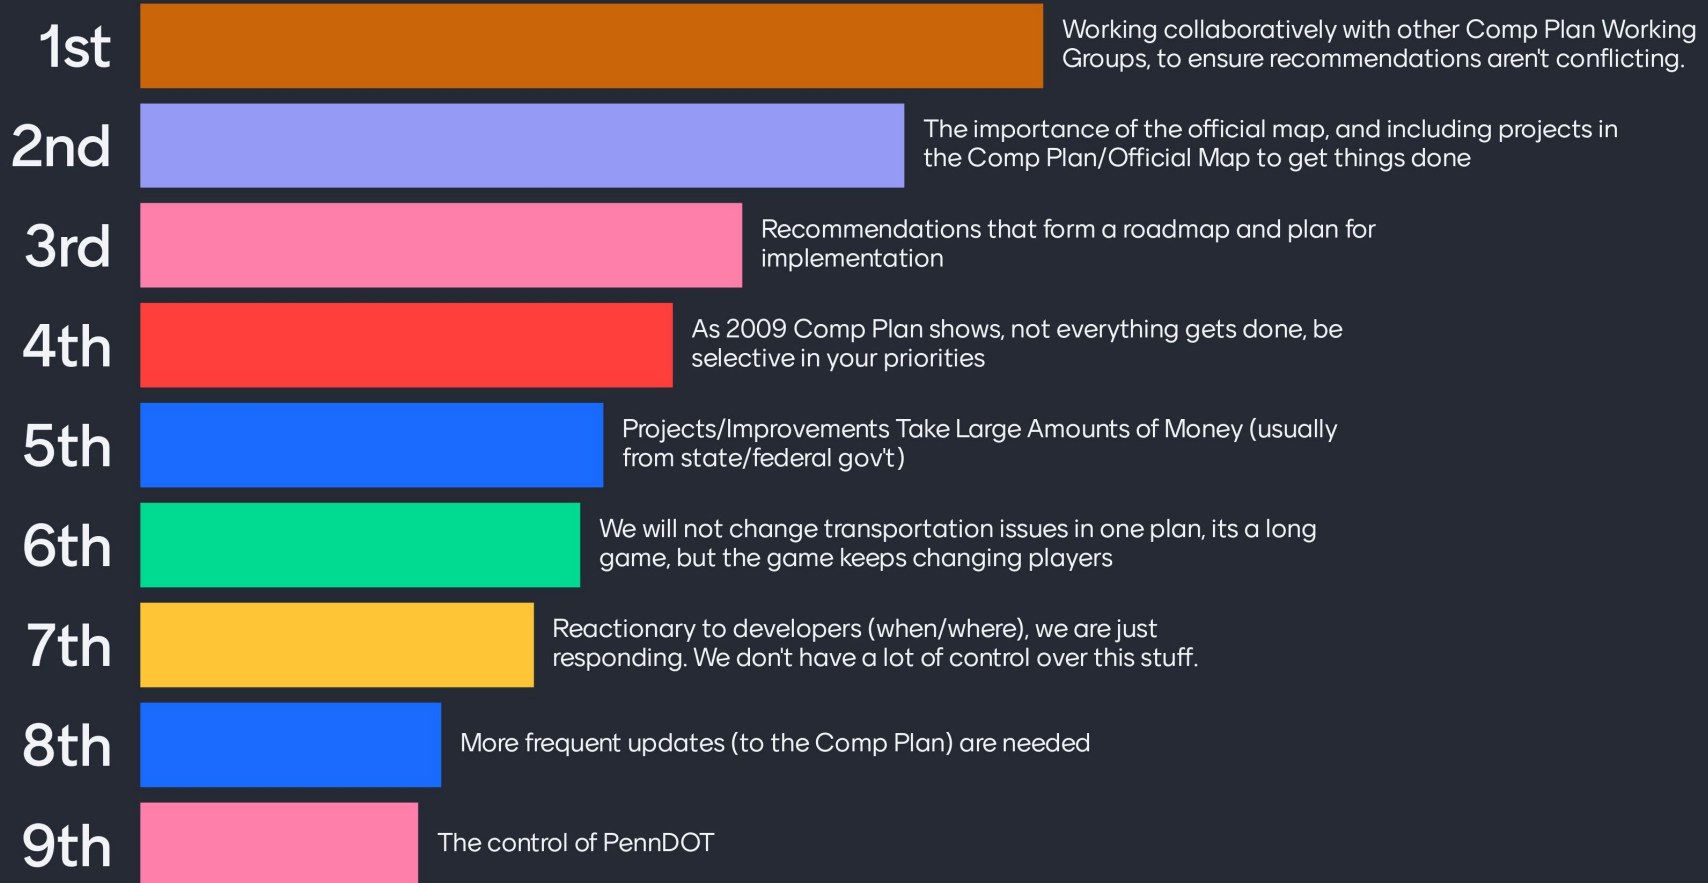 1st
Working collaboratively with other Comp Plan Working
Groups, to ensure recommendations aren't conflicting.
2nd
The importance of the official map, and including projects in
the Comp Plan/Official Map to get things done
3rd
Recommendations that form a roadmap and plan for
implementation
4th
As 2009 Comp Plan shows, not everything gets done, be
selective in your priorities
5th
Projects/Improvements Take Large Amounts of Money (usually
from state/federal gov't)
6th
We will not change transportation issues in one plan, its a long
game, but the game keeps changing players
7th
Reactionary to developers (when/where), we are just
responding. We don't have a lot of control over this stuff.
8th
More frequent updates (to the Comp Plan) are needed
9th
The control of PennDOT